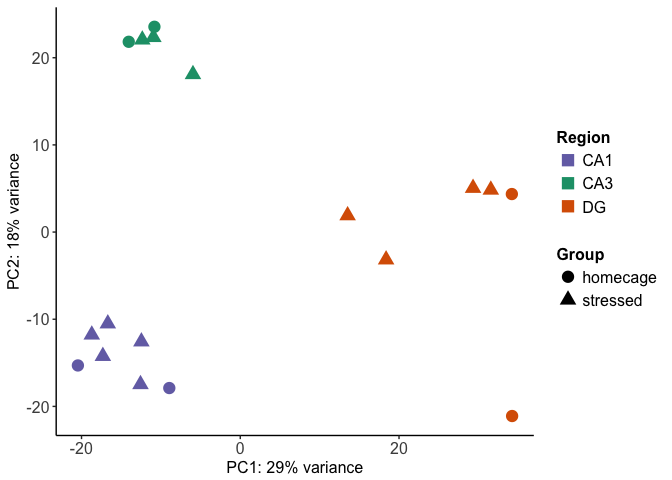 20
10
0
-10
-20
PC2: 18% variance
-20 0 20
PC1: 29% variance
Region
CA1
CA3
DG
Group
homecage
stressed